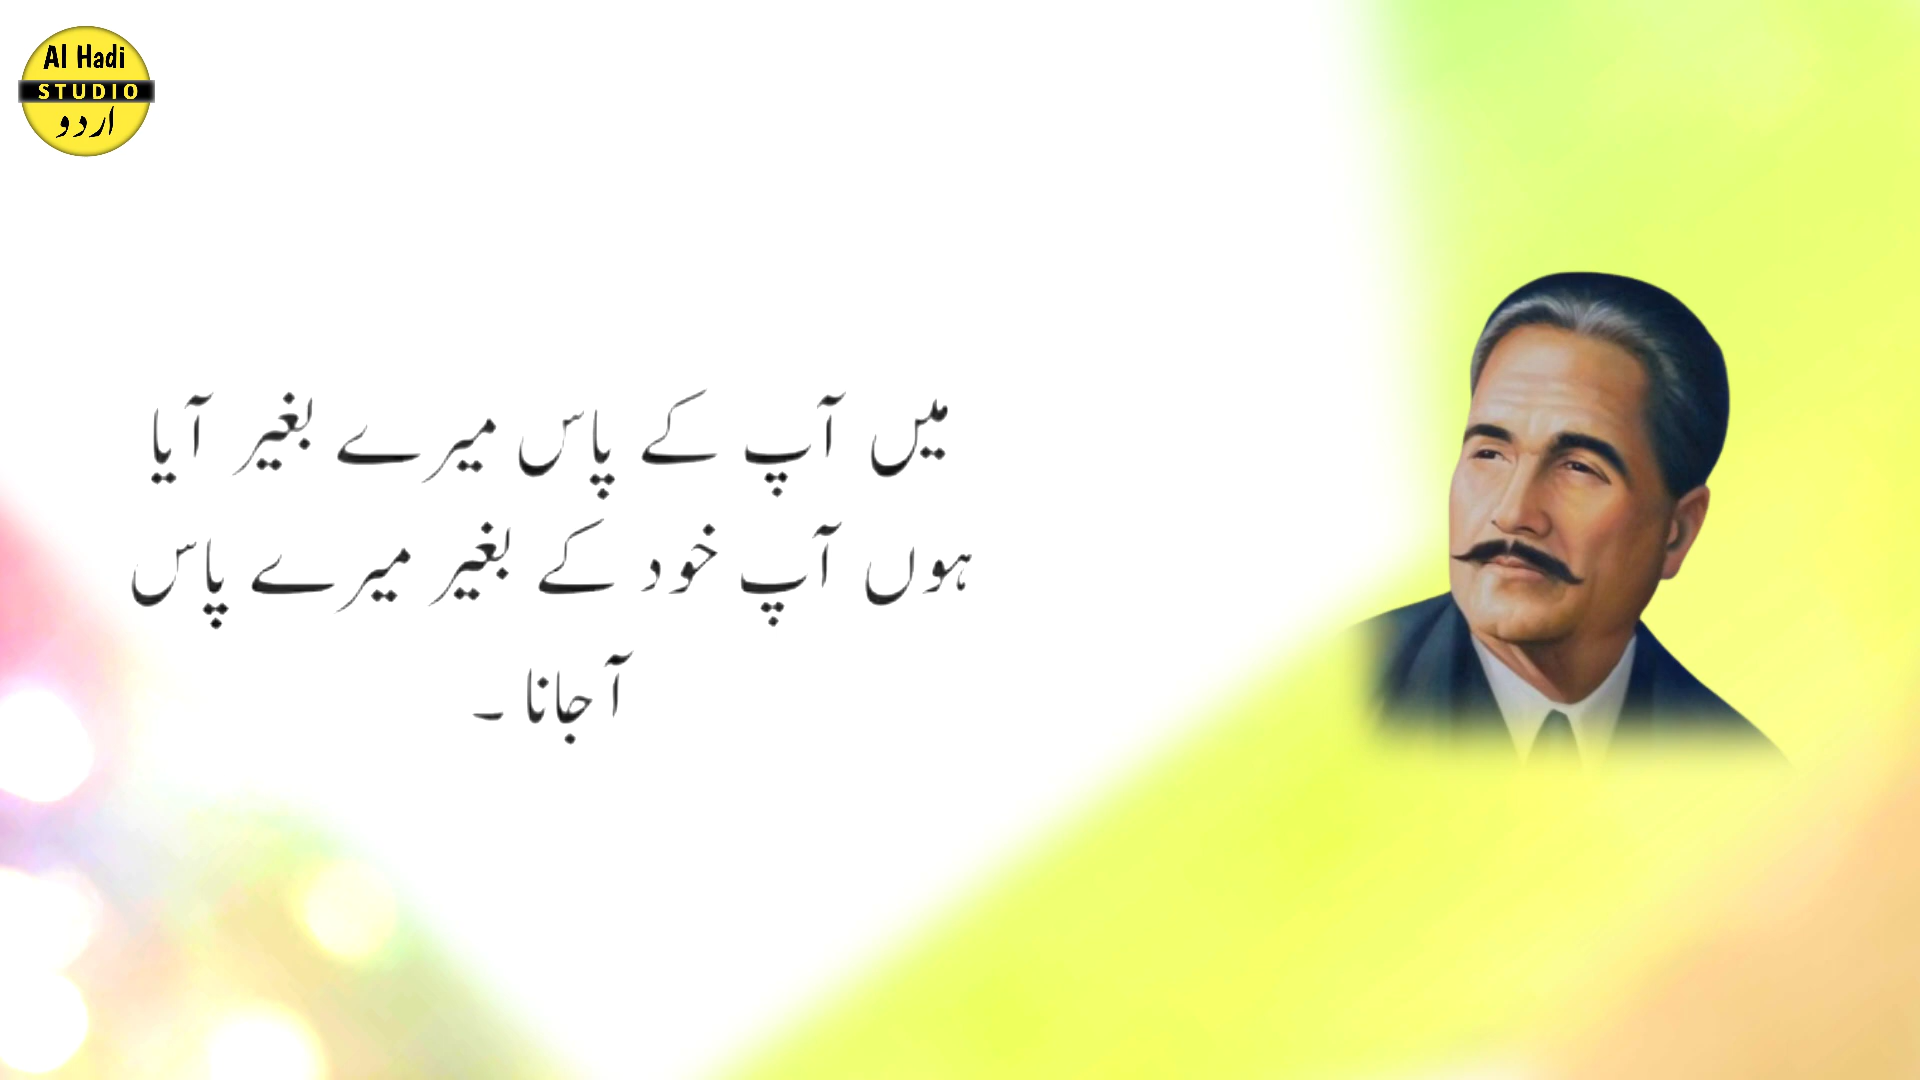 Al Hadi
STUDIO
اردو
میں آپ کے پاس میرے بغیر آیا
ہوں آپ خود کے بغیر میرے پاس
آجانا ۔